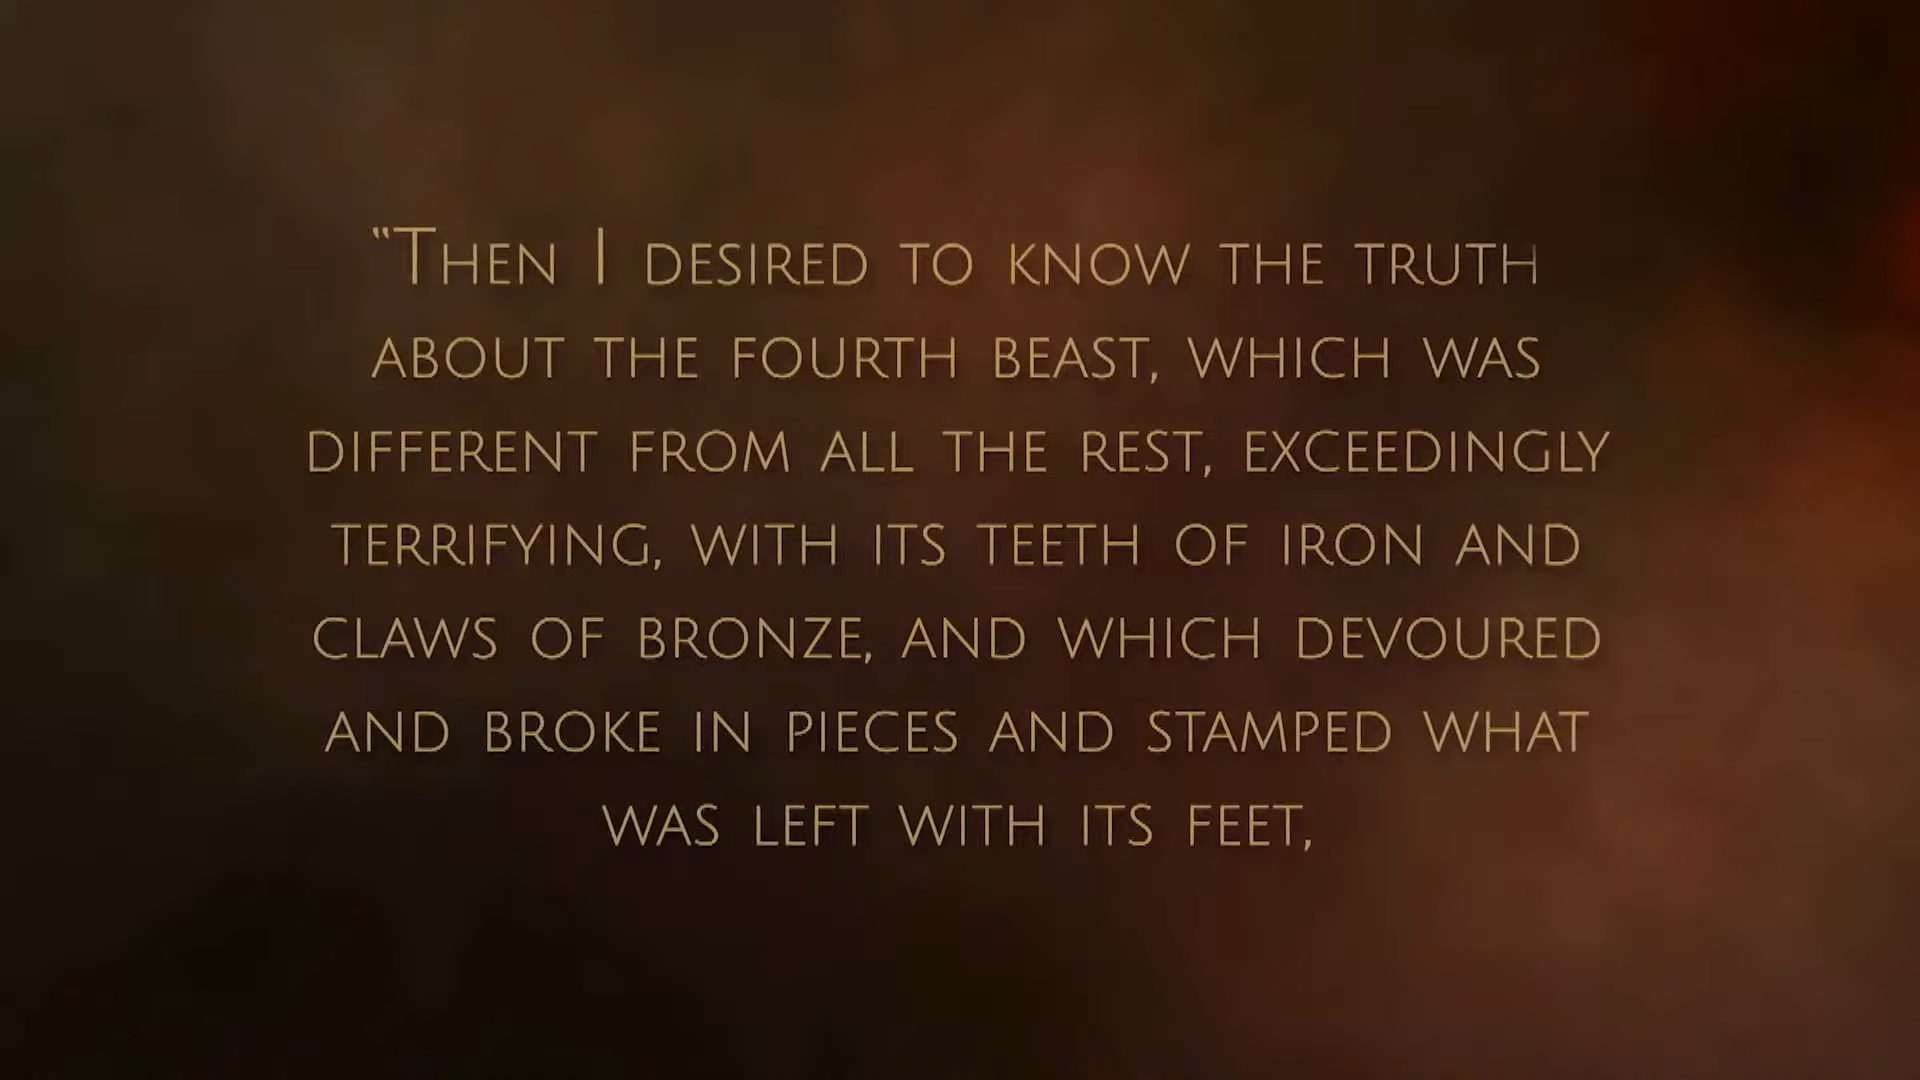 “Then I desired to know the truth
about the fourth beast, which was
different from all the rest, exceedingly
terrifying, with its teeth of iron and
claws of bronze, and which devoured
and broke in pieces and stamped what
was left with its feet,